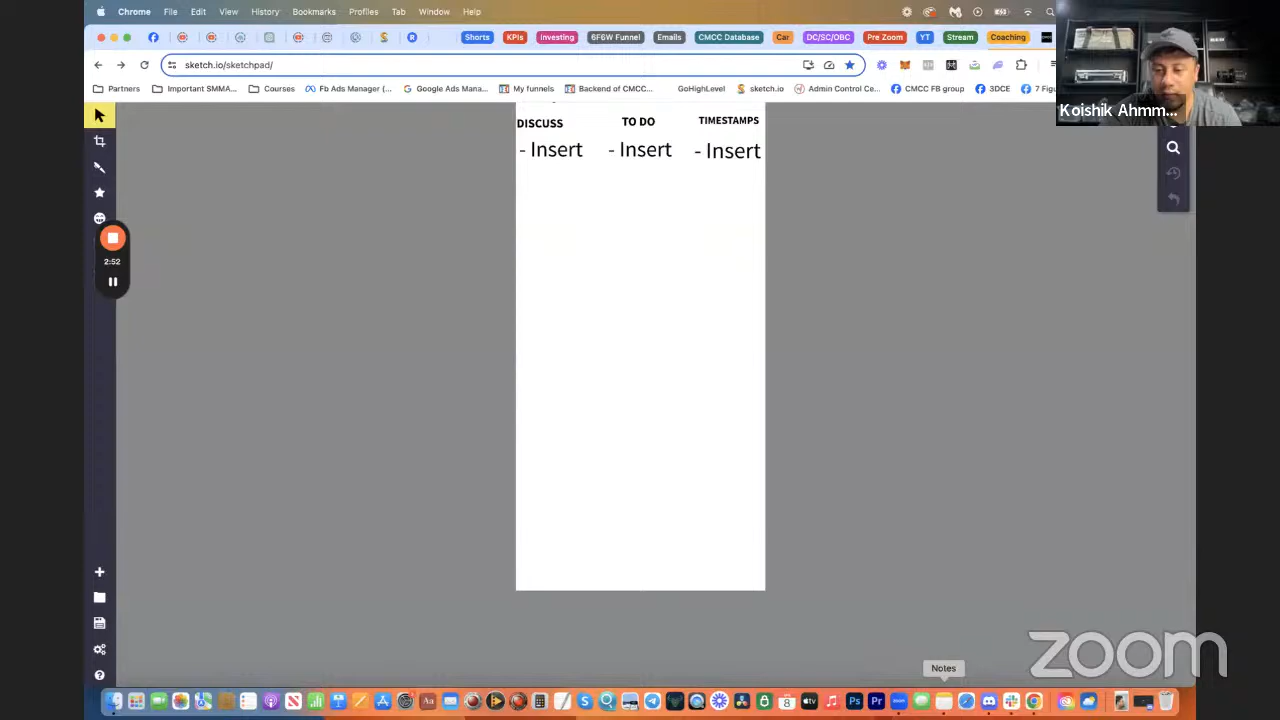 Chrome File Edit View History Bookmarks Profiles Tab Window Help
Shorts KPIs Investing 6F6W Funnel Emails CMCC Database Car DC/SC/OBC Pre Zoom YT Stream Coaching
sketch.io/sketchpad/
Partners Important SMMA... Courses Fb Ads Manager (... Google Ads Mana... My funnels Backend of CMCC... GoHighLevel sketch.io Admin Control Ce... CMCC FB group 3DCE 7 Figu
Koishik Ahmm...
DISCUSS TO DO TIMESTAMPS
- Insert - Insert - Insert
2:52
zoom
Notes